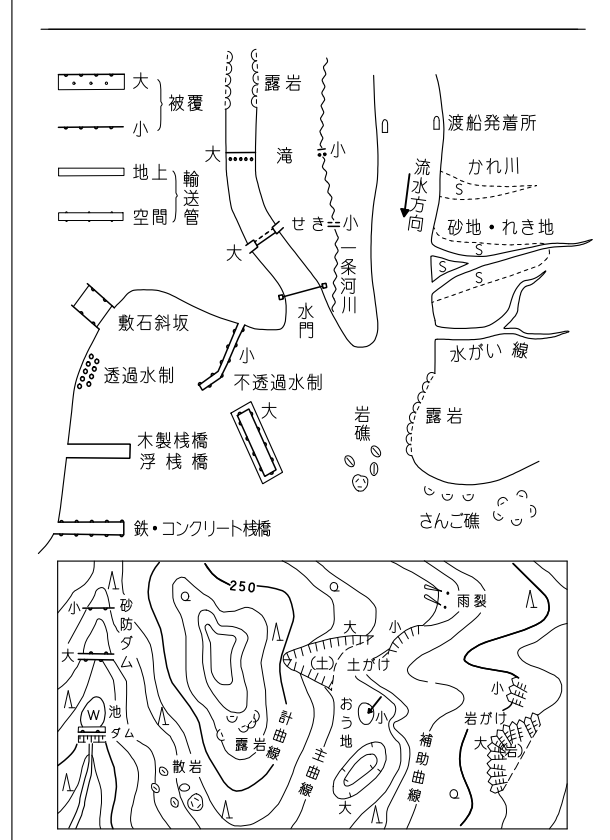 大
小
被覆
地上
空間
輸送管
露岩
大 滝 小
せき 小
大
一条河川
水門
渡船発着所
かれ川
流水方向
砂地・れき地
S
S
S
S
水がい線
露岩
敷石斜坂
透過水制
小
不透過水制
大
木製桟橋
浮桟橋
鉄・コンクリート桟橋
岩礁
さんご礁
小
砂防ダム
大
W
池
ダム
250
散岩
露岩
計曲線
主曲線
大
小
(土)
土がけ
雨裂
おう地
小
大
補助曲線
小
岩がけ
大
(岩)